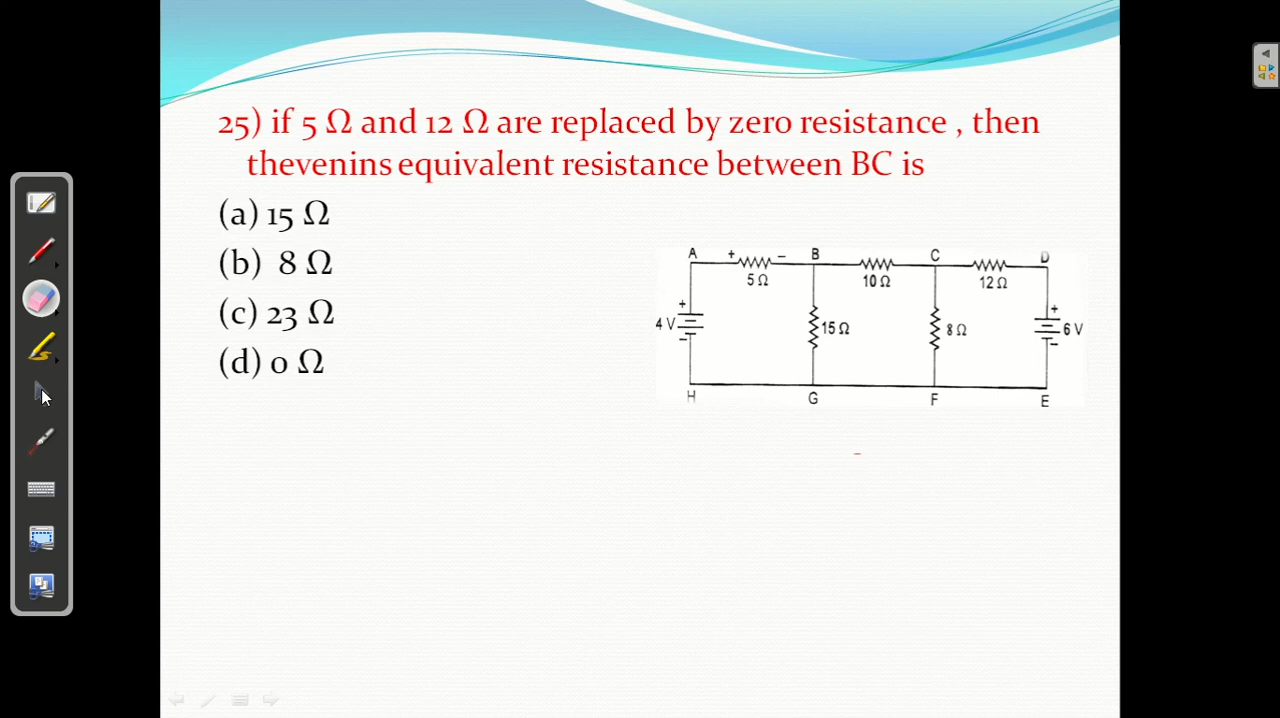 25) if 5 Ω and 12 Ω are replaced by zero resistance , then
thevenins equivalent resistance between BC is
(a) 15 Ω
(b) 8 Ω
(c) 23 Ω
(d) 0 Ω
A + − B C D
5 Ω 10 Ω 12 Ω
+ +
4 V 15 Ω 8 Ω 6 V
− −
H G F E